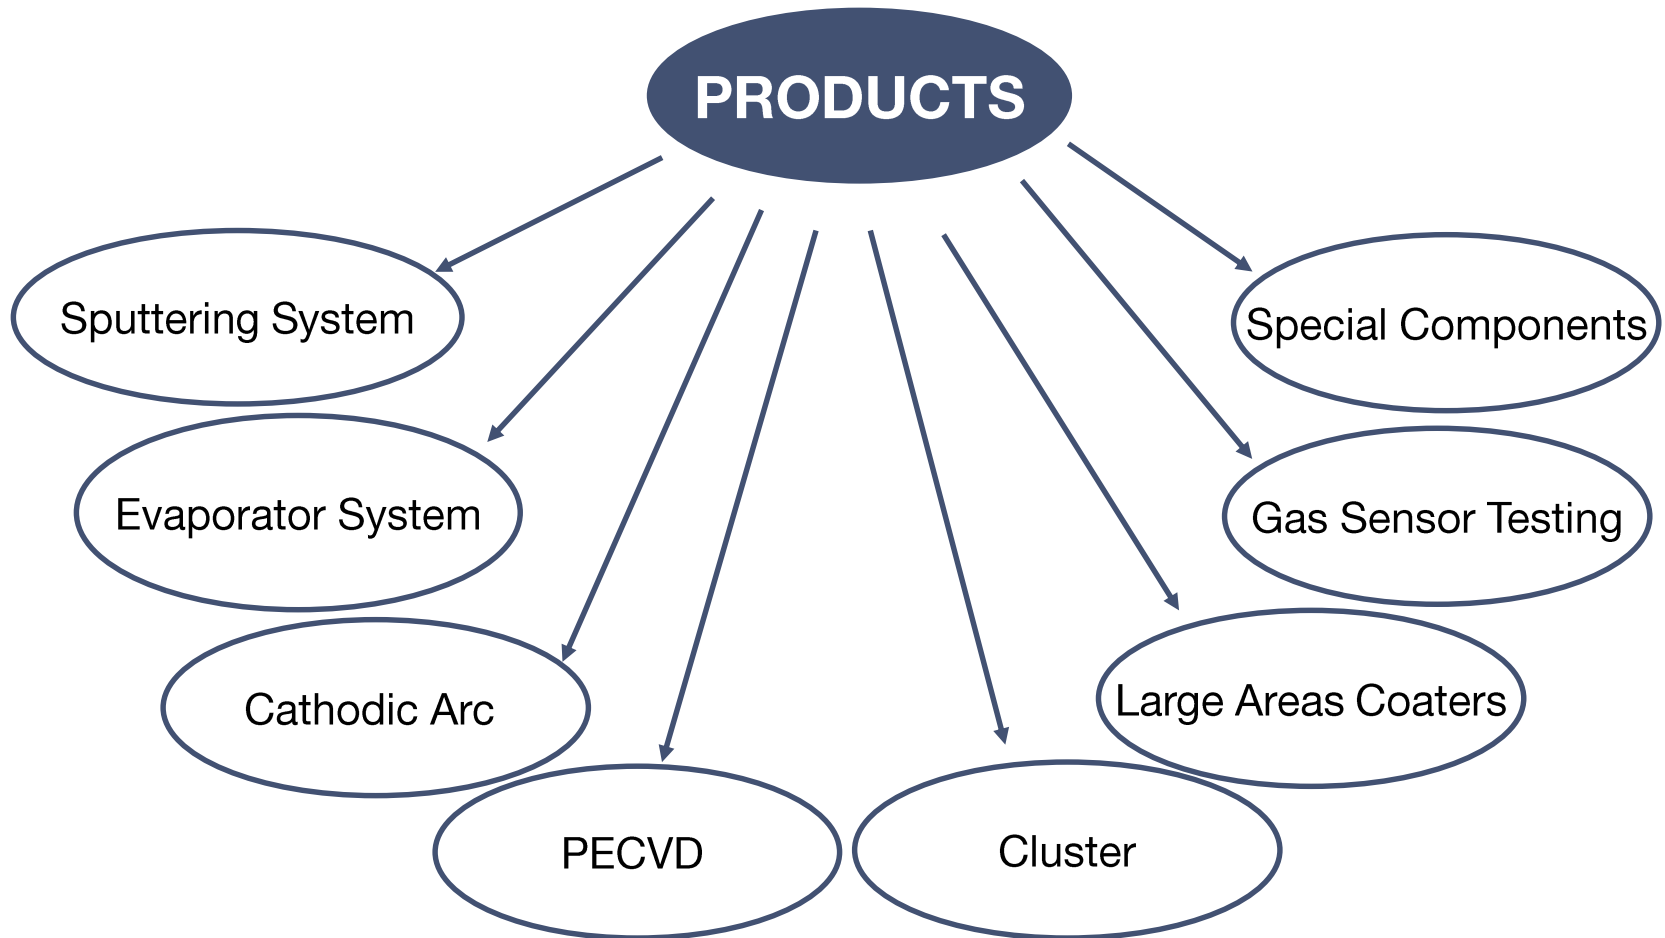 PRODUCTS
Sputtering System
Special Components
Evaporator System
Gas Sensor Testing
Cathodic Arc
Large Areas Coaters
PECVD
Cluster